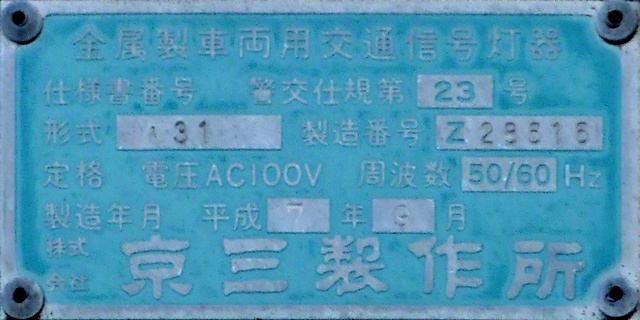 金属製車両用交通信号灯器
仕様書番号 警交仕規第 23 号
形式 A31 製造番号 Z28616
定格 電圧AC100V 周波数 50/60 Hz
製造年月 平成 7 年 9 月
株式会社 京三製作所